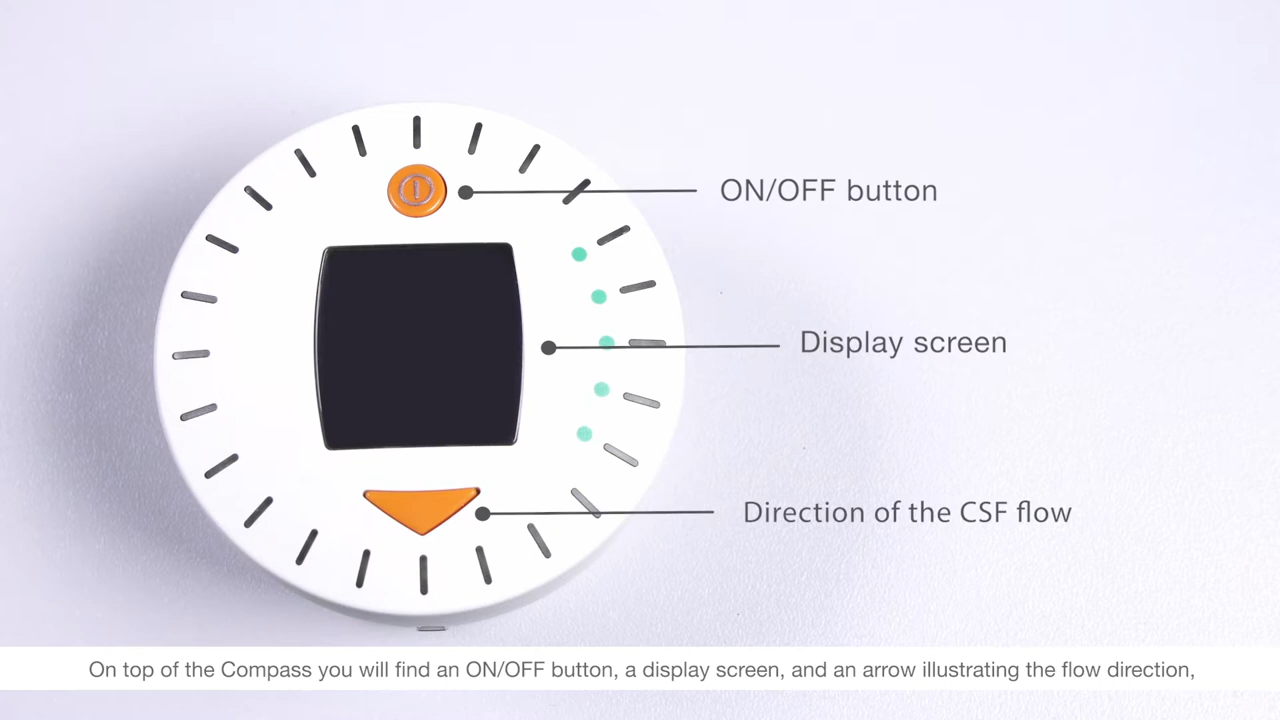 ON/OFF button
Display screen
Direction of the CSF flow
On top of the Compass you will find an ON/OFF button, a display screen, and an arrow illustrating the flow direction,